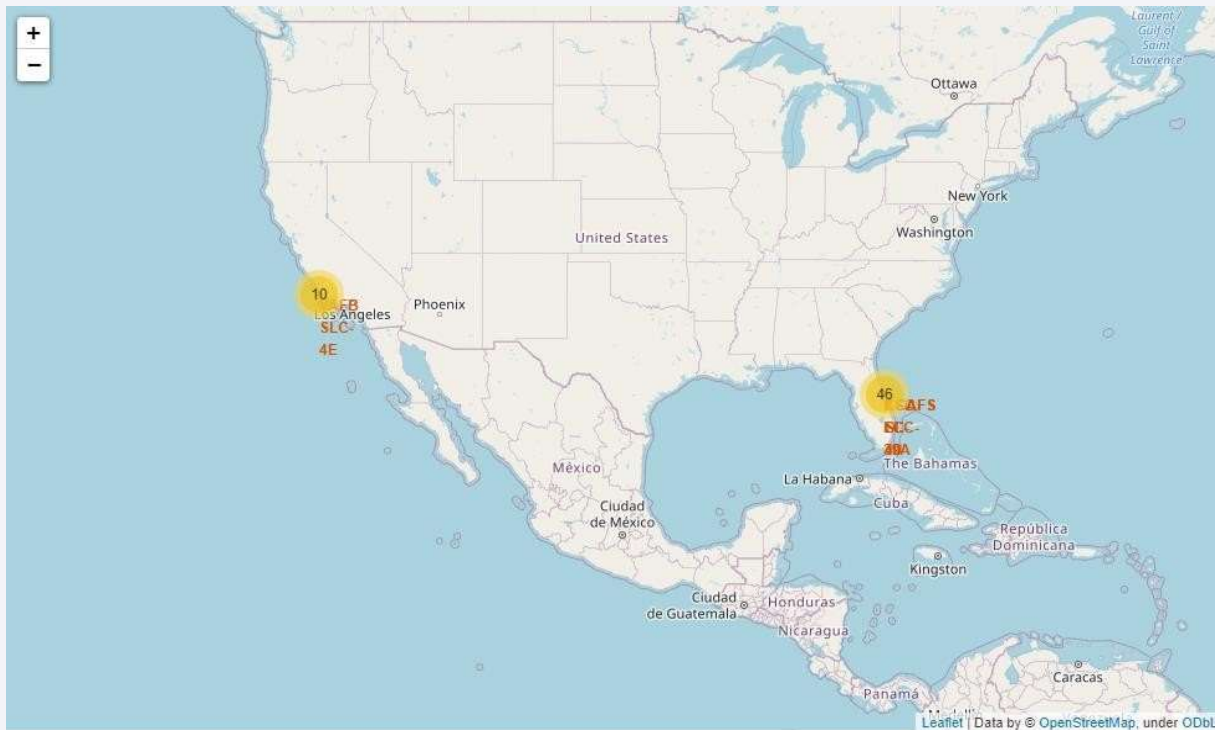 +
−
Laurent /
Gulf of
Saint
Lawrence
Ottawa
New York
Washington
United States
10
Los Angeles
SLC-
4E
Phoenix
46
The Bahamas
La Habana
Cuba
México
Ciudad
de México
República
Dominicana
Kingston
Ciudad
de Guatemala
Honduras
Nicaragua
Caracas
Panamá
Leaflet | Data by © OpenStreetMap, under ODbL